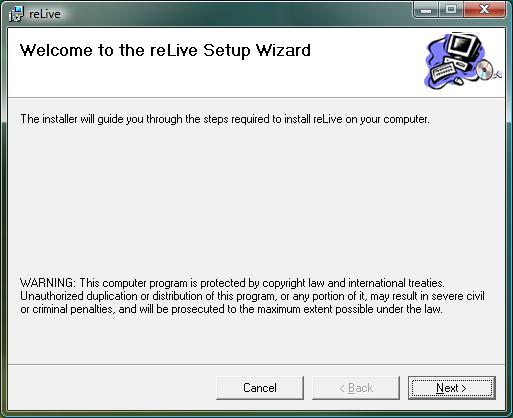 reLive
Welcome to the reLive Setup Wizard
The installer will guide you through the steps required to install reLive on your computer.
WARNING: This computer program is protected by copyright law and international treaties.
Unauthorized duplication or distribution of this program, or any portion of it, may result in severe civil
or criminal penalties, and will be prosecuted to the maximum extent possible under the law.
Cancel < Back Next >